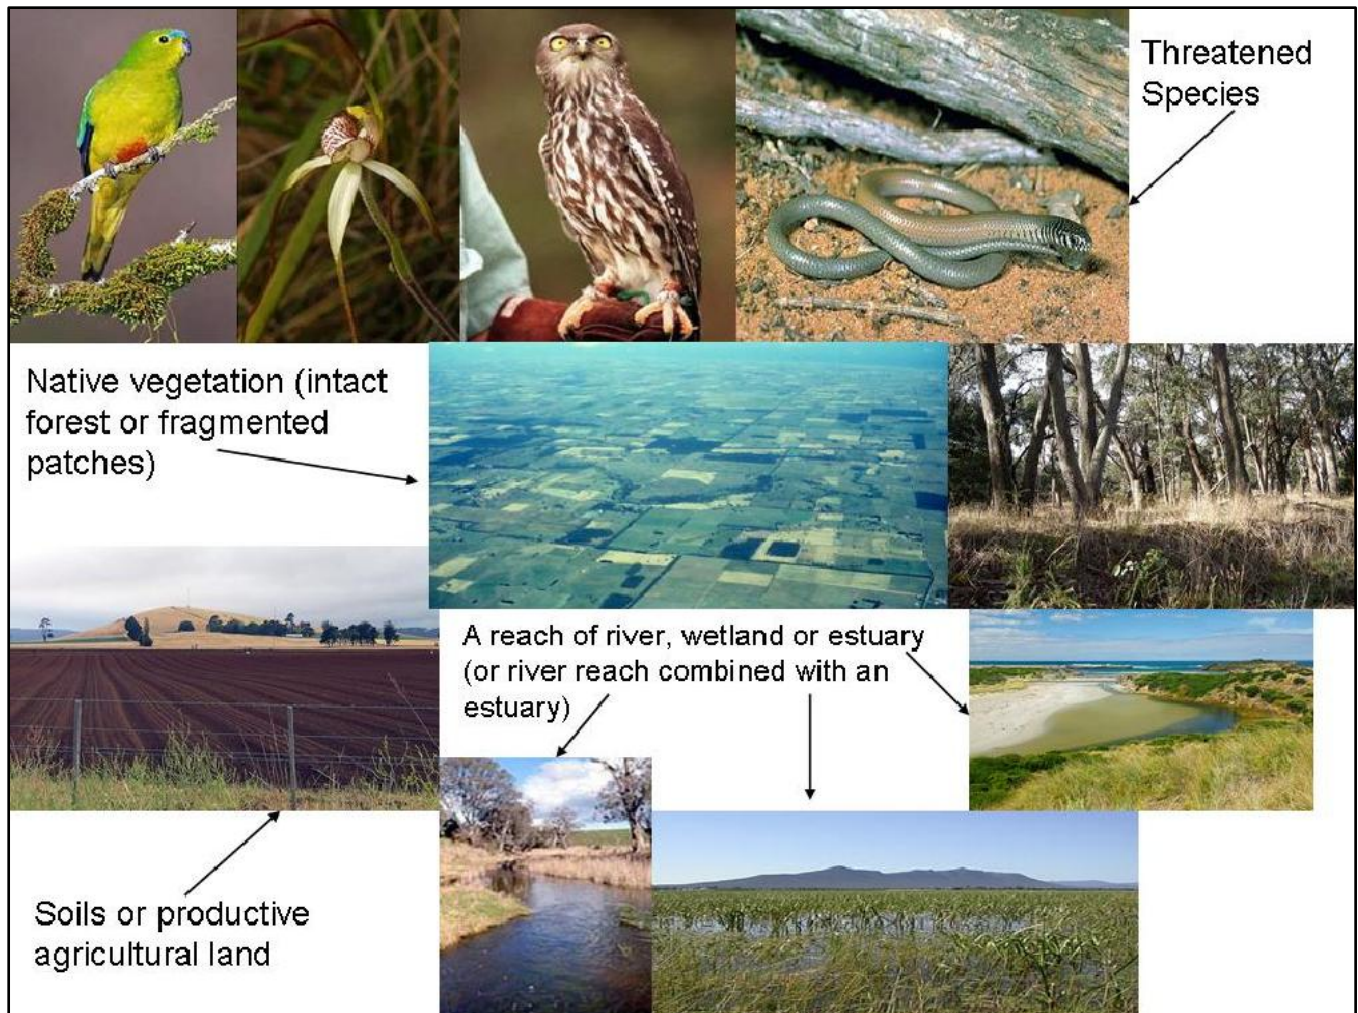 Threatened
Species
Native vegetation (intact
forest or fragmented
patches)
A reach of river, wetland or estuary
(or river reach combined with an
estuary)
Soils or productive
agricultural land